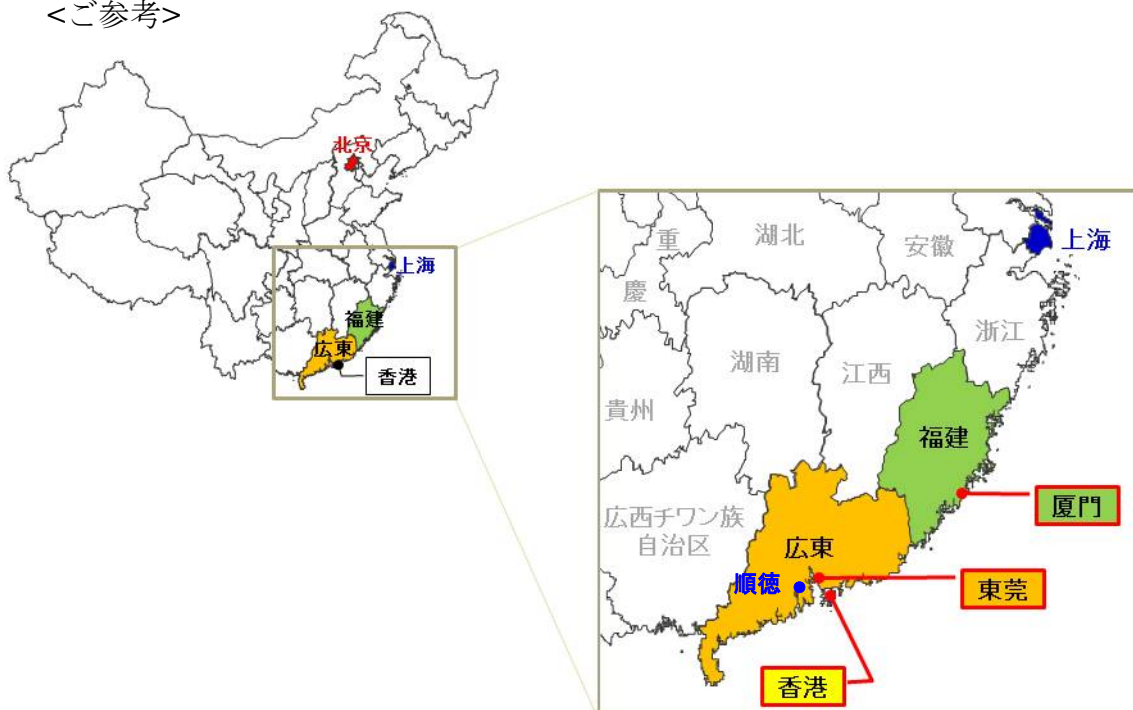 <ご参考>
北京
上海
福建
広東
香港
重
慶
湖北
安徽
上海
浙江
湖南
江西
貴州
福建
厦門
広西チワン族
自治区
広東
順徳
東莞
香港